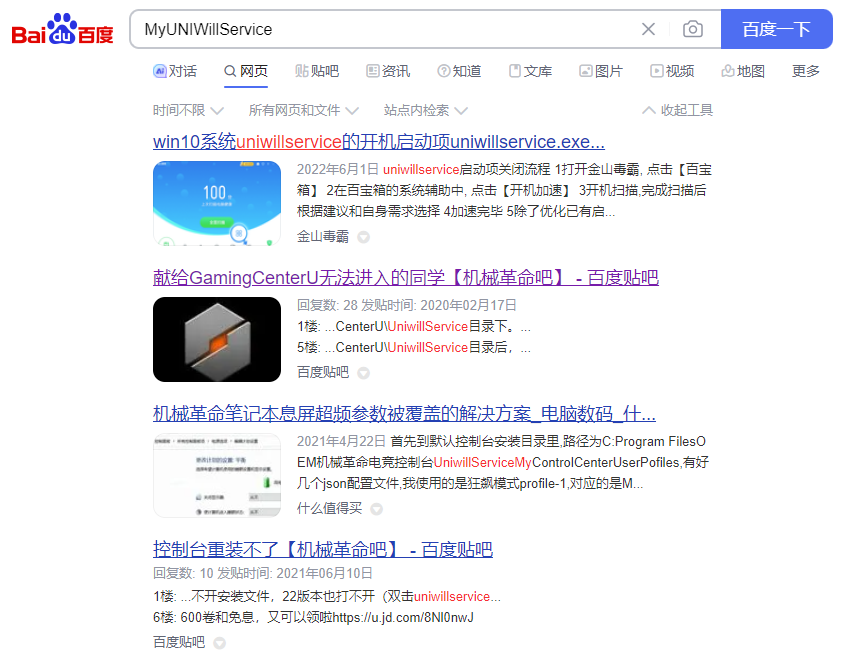 Bai du 百度
MyUNIWillService
百度一下
对话 网页 贴吧 资讯 知道 文库 图片 视频 地图 更多
时间不限 所有网页和文件 站点内检索 收起工具
win10系统uniwillservice的开机启动项uniwillservice.exe...
100
2022年6月1日 uniwillservice启动项关闭流程 1打开金山毒霸, 点击【百宝
箱】 2在百宝箱的系统辅助中, 点击【开机加速】 3开机扫描,完成扫描后
根据建议和自身需求选择 4加速完毕 5除了优化已有启...
金山毒霸
献给GamingCenterU无法进入的同学【机械革命吧】 - 百度贴吧
回复数: 28 发贴时间: 2020年02月17日
1楼: ...CenterU\UniwillService目录下。...
5楼: ...CenterU\UniwillService目录后，...
百度贴吧
机械革命笔记本息屏超频参数被覆盖的解决方案_电脑数码_什...
2021年4月22日 首先到默认控制台安装目录里,路径为C:Program FilesO
EM机械革命电竞控制台UniwillServiceMyControlCenterUserPofiles,有好
几个json配置文件,我使用的是狂飙模式profile-1,对应的是M...
什么值得买
控制台重装不了【机械革命吧】 - 百度贴吧
回复数: 10 发贴时间: 2021年06月10日
1楼: ...不开安装文件，22版本也打不开（双击uniwillservice...
6楼: 600卷和免息，又可以领啦https://u.jd.com/8NI0nwJ
百度贴吧